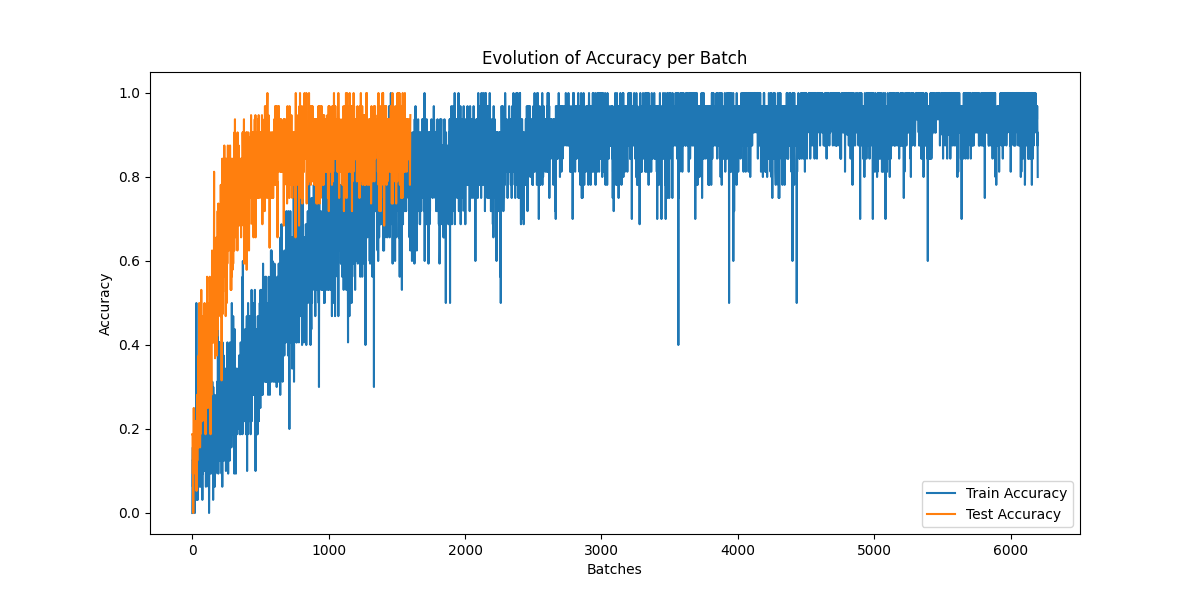 Evolution of Accuracy per Batch
Accuracy
1.0
0.8
0.6
0.4
0.2
0.0
0
1000
2000
3000
4000
5000
6000
Batches
Train Accuracy
Test Accuracy